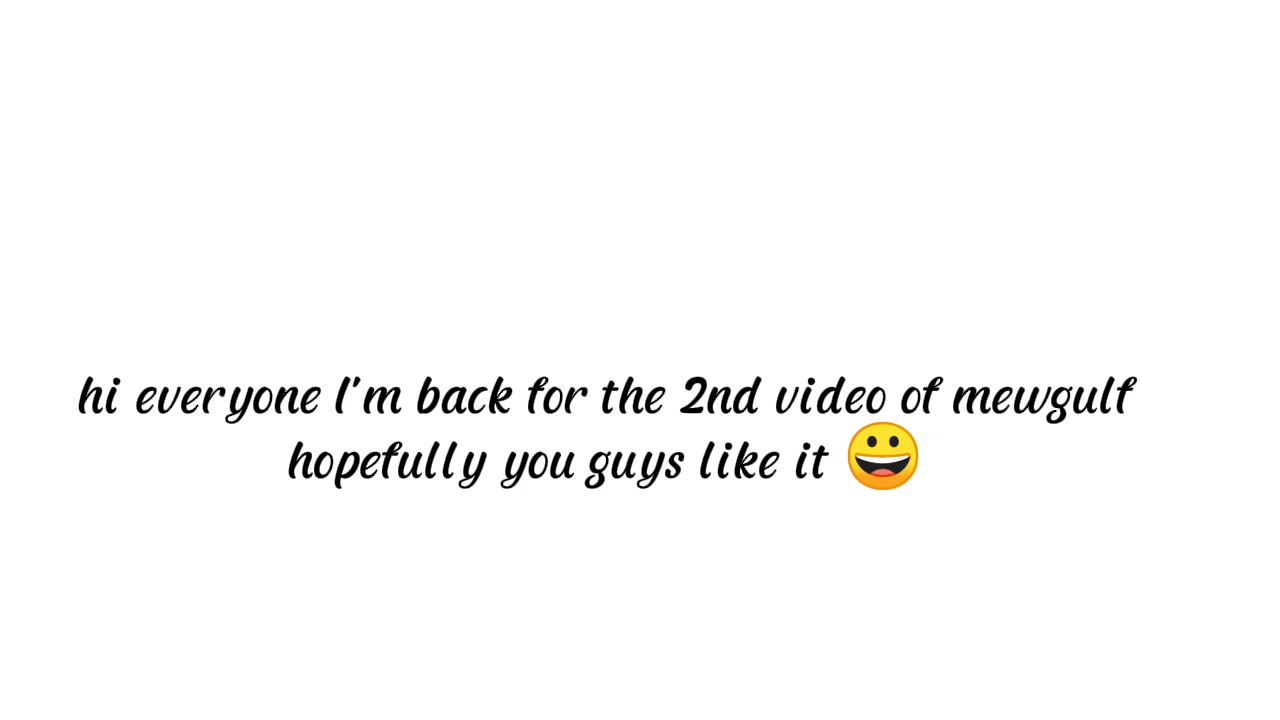 hi everyone I'm back for the 2nd video of mewgulf
hopefully you guys like it 😀